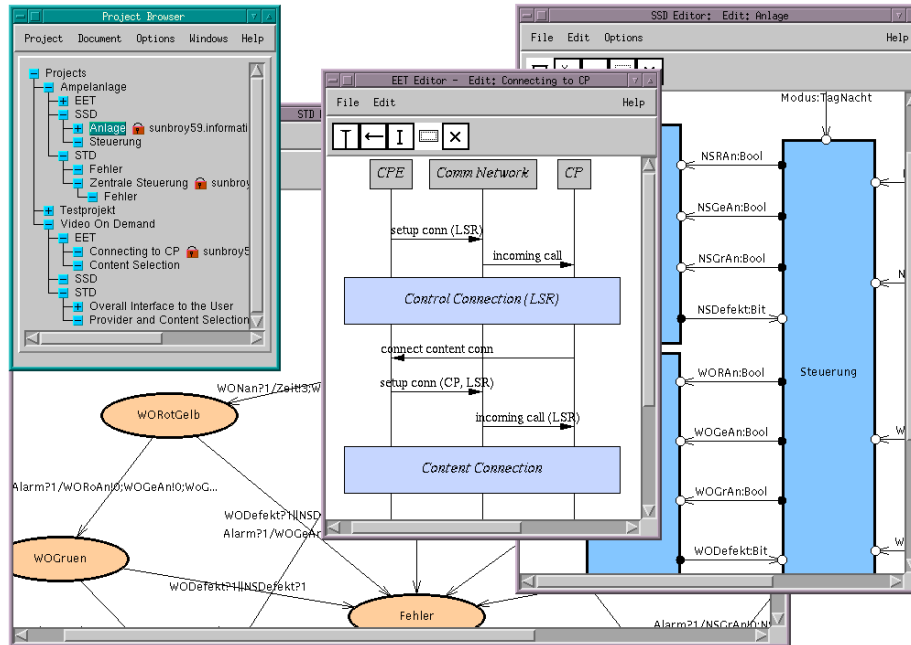 Project Browser
Project Document Options Windows Help
Projects
Ampelanlage
EET
SSD
Anlage sunbroy59.informati
Steuerung
STD
Fehler
Zentrale Steuerung sunbroy
Fehler
Testprojekt
Video On Demand
EET
Connecting to CP sunbroy5
Content Selection
SSD
STD
Overall Interface to the User
Provider and Content Selection
STD
EET Editor - Edit: Connecting to CP
File Edit Help
CPE Comm Network CP
setup conn (LSR)
incoming call
Control Connection (LSR)
connect content conn
setup conn (CP, LSR)
incoming call (LSR)
Content Connection
SSD Editor: Edit: Anlage
File Edit Options Help
Modus:TagNacht
NSRAn:Bool
NSGeAn:Bool
NSGrAn:Bool
NSDefekt:Bit
WORAn:Bool
Steuerung
WOGeAn:Bool
WOGrAn:Bool
WODefekt:Bit
WONan?1/Zeit!3;W
WORotGelb
Alarm?1/WORoAn!0;WOGeAn!0;WoG...
WODefekt?1||NSD
Alarm?1/WOGeAn
WOGruen
WODefekt?1||NSDefekt?1
Fehler
Alarm?1/NSGrAn!0;NS